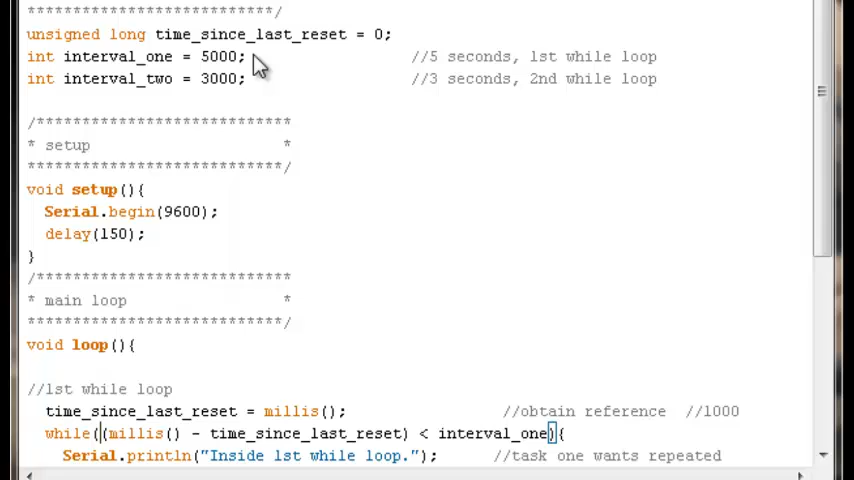 ****************************/
unsigned long time_since_last_reset = 0;
int interval_one = 5000; //5 seconds, 1st while loop
int interval_two = 3000; //3 seconds, 2nd while loop
/****************************
* setup *
****************************/
void setup(){
Serial.begin(9600);
delay(150);
}
/****************************
* main loop *
****************************/
void loop(){
//1st while loop
time_since_last_reset = millis(); //obtain reference //1000
while((millis() - time_since_last_reset) < interval_one){
Serial.println("Inside 1st while loop."); //task one wants repeated